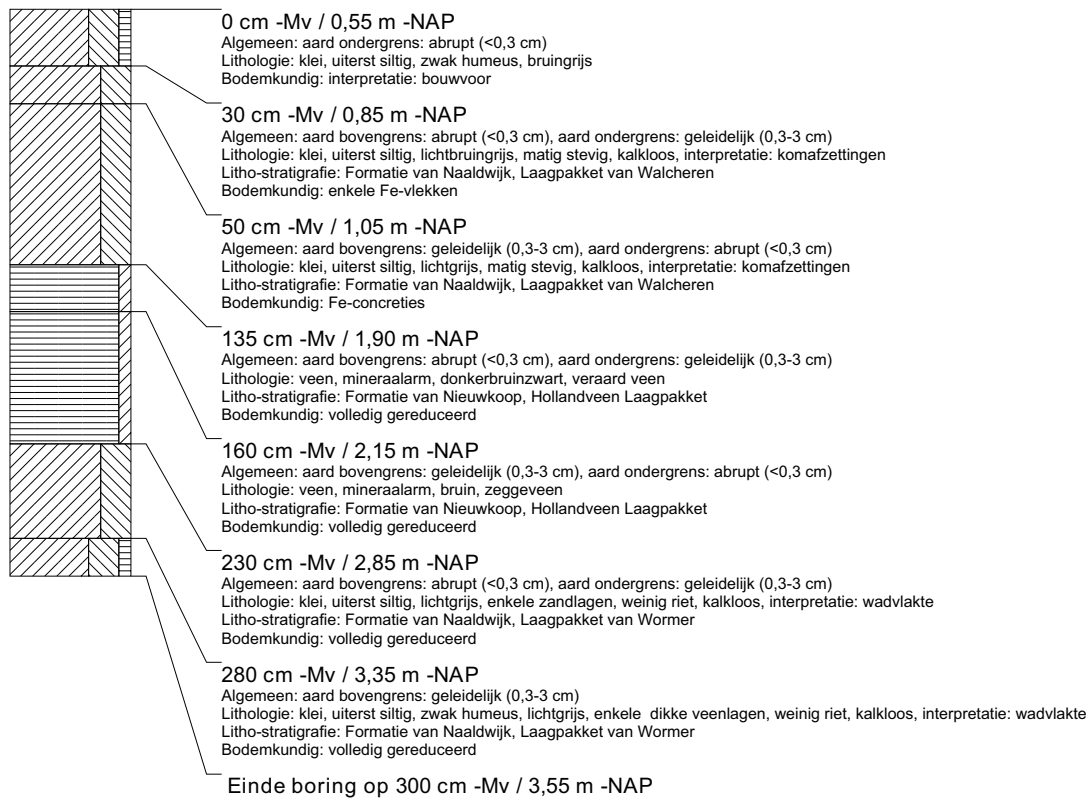 0 cm -Mv / 0,55 m -NAP
Algemeen: aard ondergrens: abrupt (<0,3 cm)
Lithologie: klei, uiterst siltig, zwak humeus, bruingrijs
Bodemkundig: interpretatie: bouwvoor
30 cm -Mv / 0,85 m -NAP
Algemeen: aard bovengrens: abrupt (<0,3 cm), aard ondergrens: geleidelijk (0,3-3 cm)
Lithologie: klei, uiterst siltig, lichtbruingrijs, matig stevig, kalkloos, interpretatie: komafzettingen
Litho-stratigrafie: Formatie van Naaldwijk, Laagpakket van Walcheren
Bodemkundig: enkele Fe-vlekken
50 cm -Mv / 1,05 m -NAP
Algemeen: aard bovengrens: geleidelijk (0,3-3 cm), aard ondergrens: abrupt (<0,3 cm)
Lithologie: klei, uiterst siltig, lichtgrijs, matig stevig, kalkloos, interpretatie: komafzettingen
Litho-stratigrafie: Formatie van Naaldwijk, Laagpakket van Walcheren
Bodemkundig: Fe-concreties
135 cm -Mv / 1,90 m -NAP
Algemeen: aard bovengrens: abrupt (<0,3 cm), aard ondergrens: geleidelijk (0,3-3 cm)
Lithologie: veen, mineraalarm, donkerbruinzwart, veraard veen
Litho-stratigrafie: Formatie van Nieuwkoop, Hollandveen Laagpakket
Bodemkundig: volledig gereduceerd
160 cm -Mv / 2,15 m -NAP
Algemeen: aard bovengrens: geleidelijk (0,3-3 cm), aard ondergrens: abrupt (<0,3 cm)
Lithologie: veen, mineraalarm, bruin, zeggeveen
Litho-stratigrafie: Formatie van Nieuwkoop, Hollandveen Laagpakket
Bodemkundig: volledig gereduceerd
230 cm -Mv / 2,85 m -NAP
Algemeen: aard bovengrens: abrupt (<0,3 cm), aard ondergrens: geleidelijk (0,3-3 cm)
Lithologie: klei, uiterst siltig, lichtgrijs, enkele zandlagen, weinig riet, kalkloos, interpretatie: wadvlakte
Litho-stratigrafie: Formatie van Naaldwijk, Laagpakket van Wormer
Bodemkundig: volledig gereduceerd
280 cm -Mv / 3,35 m -NAP
Algemeen: aard bovengrens: geleidelijk (0,3-3 cm)
Lithologie: klei, uiterst siltig, zwak humeus, lichtgrijs, enkele  dikke veenlagen, weinig riet, kalkloos, interpretatie: wadvlakte
Litho-stratigrafie: Formatie van Naaldwijk, Laagpakket van Wormer
Bodemkundig: volledig gereduceerd
Einde boring op 300 cm -Mv / 3,55 m -NAP